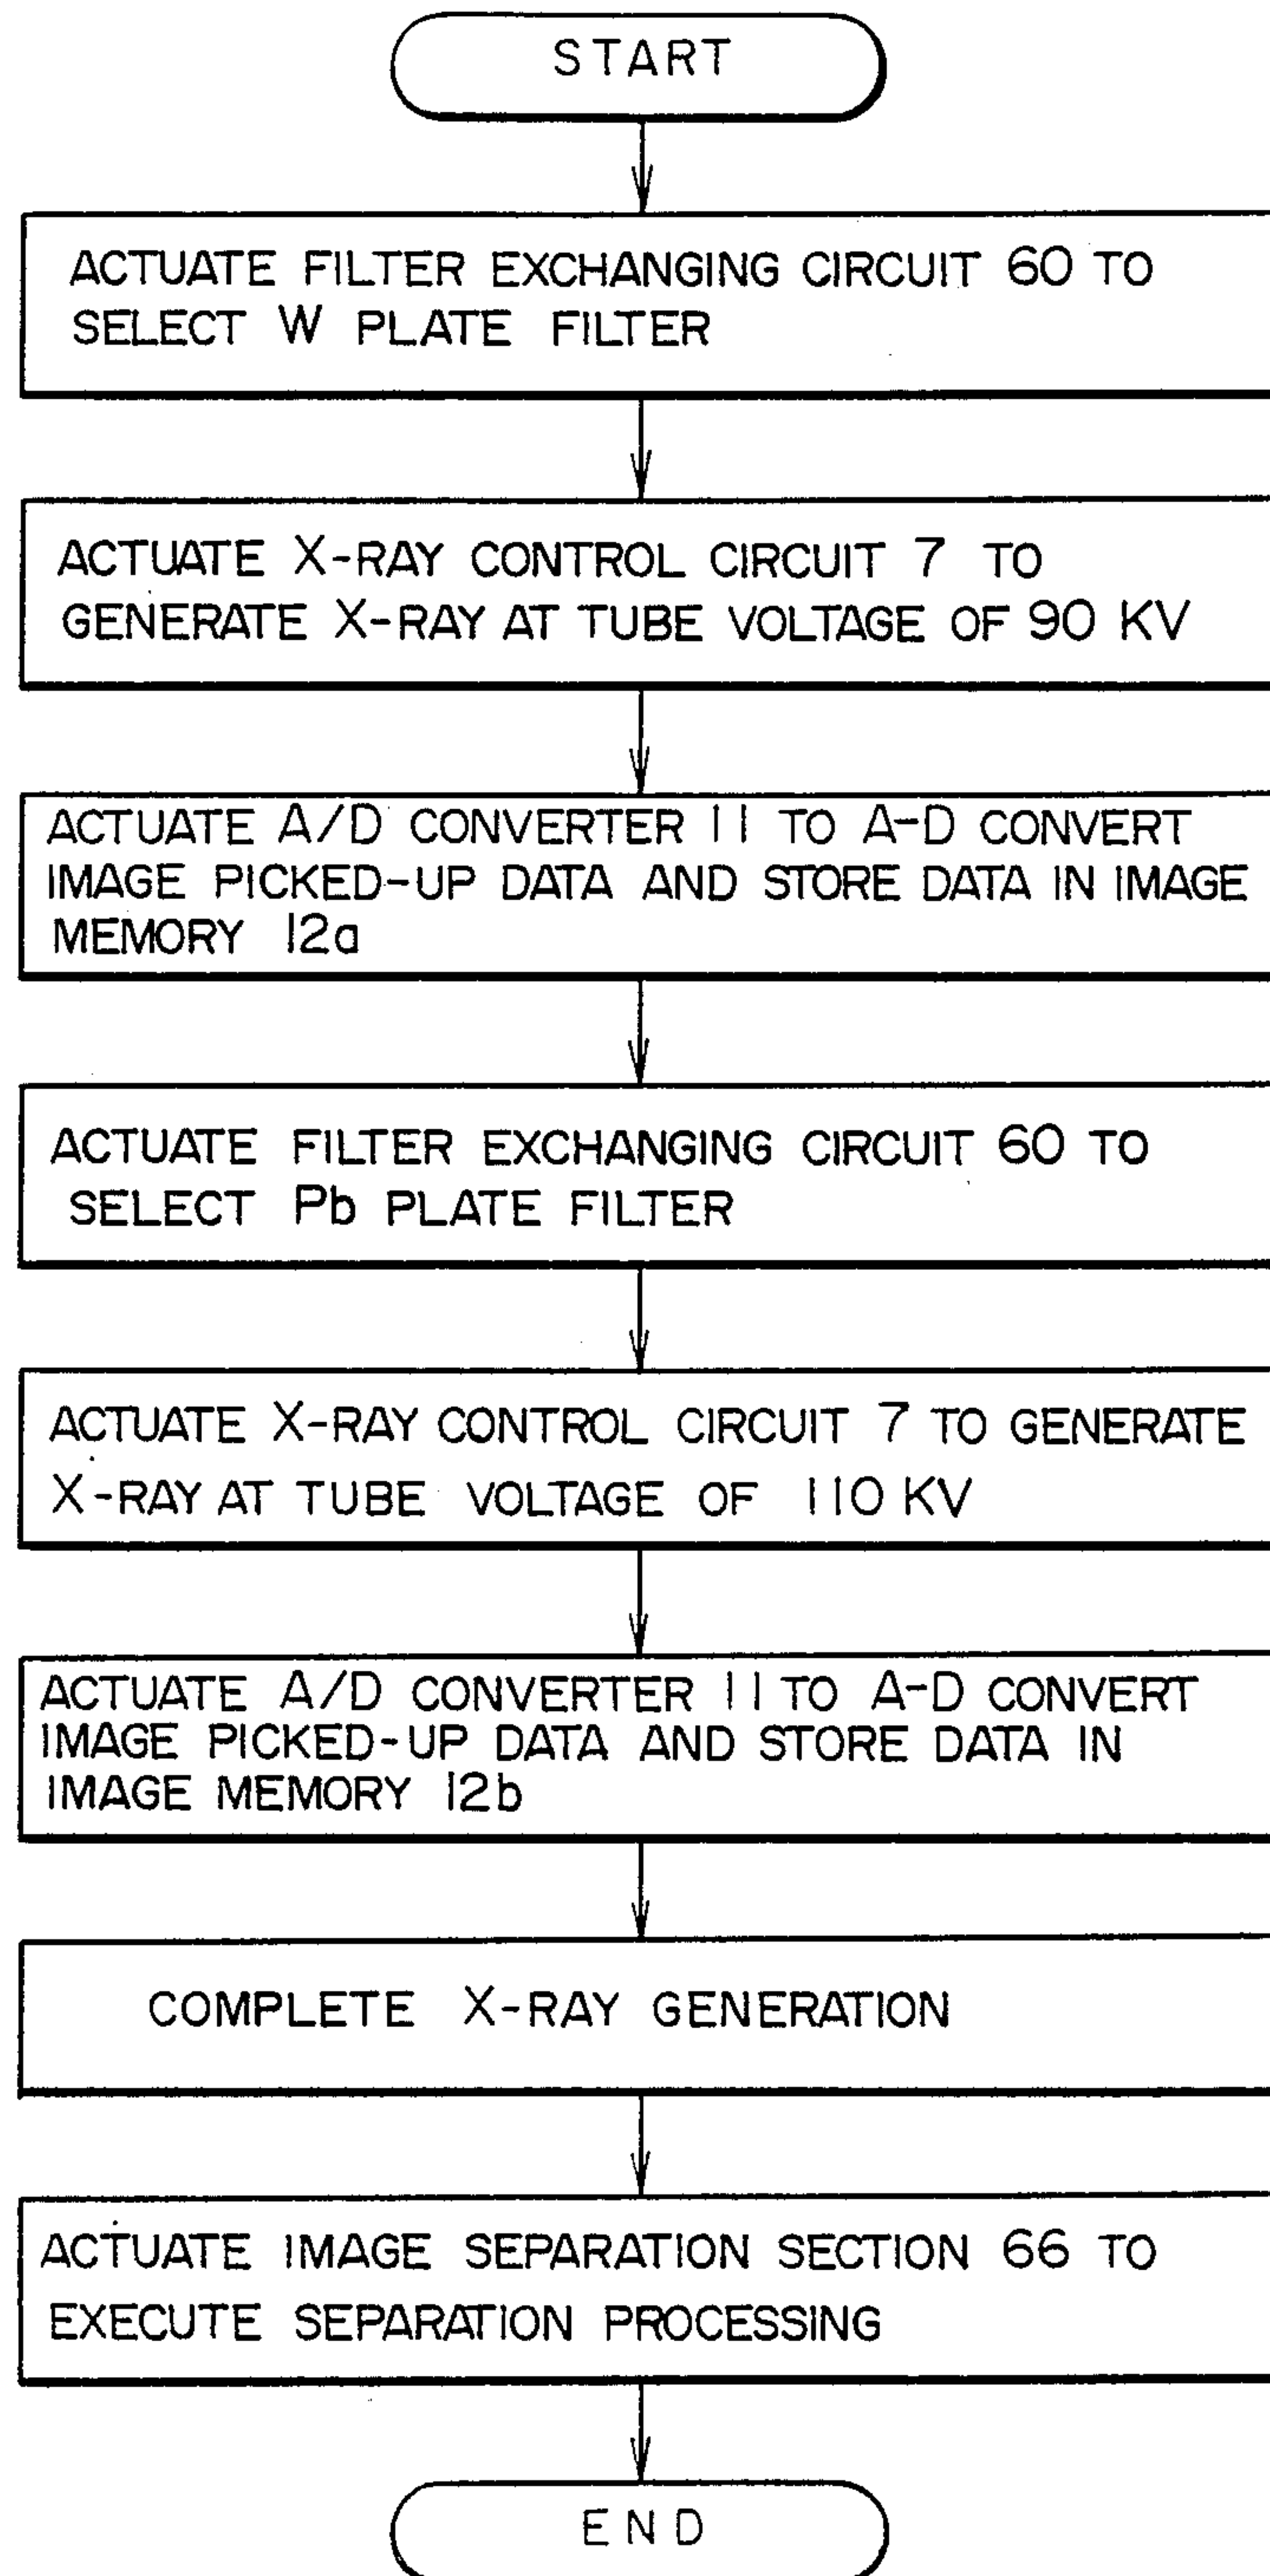 START
ACTUATE FILTER EXCHANGING CIRCUIT 60 TO
SELECT W PLATE FILTER
ACTUATE X-RAY CONTROL CIRCUIT 7 TO
GENERATE X-RAY AT TUBE VOLTAGE OF 90 KV
ACTUATE A/D CONVERTER 11 TO A-D CONVERT
IMAGE PICKED-UP DATA AND STORE DATA IN IMAGE
MEMORY 12a
ACTUATE FILTER EXCHANGING CIRCUIT 60 TO
SELECT Pb PLATE FILTER
ACTUATE X-RAY CONTROL CIRCUIT 7 TO GENERATE
X-RAY AT TUBE VOLTAGE OF 110 KV
ACTUATE A/D CONVERTER 11 TO A-D CONVERT
IMAGE PICKED-UP DATA AND STORE DATA IN
IMAGE MEMORY 12b
COMPLETE X-RAY GENERATION
ACTUATE IMAGE SEPARATION SECTION 66 TO
EXECUTE SEPARATION PROCESSING
END